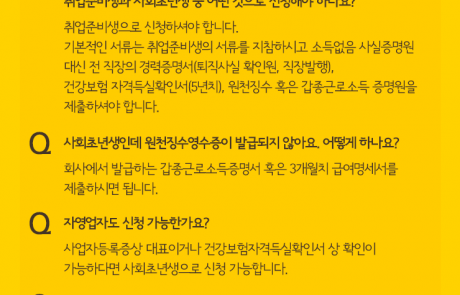 취업준비생과 사회초년생 중 어떤 것으로 신청해야 하나요?
취업준비생으로 신청하셔야 합니다.
기본적인 서류는 취업준비생의 서류를 지참하시고 소득없음 사실증명원
대신 전 직장의 경력증명서(퇴직사실 확인원, 직장발행),
건강보험 자격득실확인서(5년치), 원천징수 혹은 갑종근로소득 증명원을
제출하셔야 합니다.
Q 사회초년생인데 원천징수영수증이 발급되지 않아요. 어떻게 하나요?
회사에서 발급하는 갑종근로소득증명서 혹은 3개월치 급여명세서를
제출하시면 됩니다.
Q 자영업자도 신청 가능한가요?
사업자등록증상 대표이거나 건강보험자격득실확인서 상 확인이
가능하다면 사회초년생으로 신청 가능합니다.